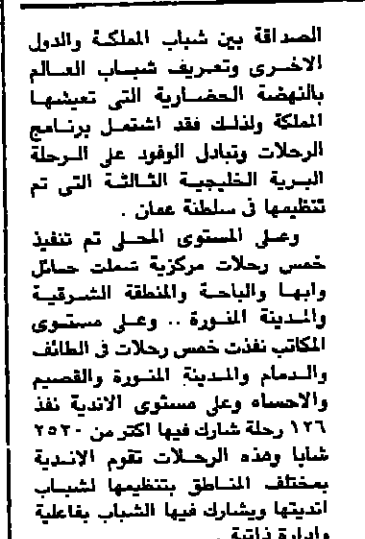 الصداقة بين شباب المملكة والدول
الاخرى وتعريف شباب العالم
بالنهضة الحضارية التى تعيشها
المملكة ولذلك فقد اشتمل برنامج
الرحلات وتبادل الوفود على الرحلة
البرية الخليجية الثالثة التى تم
تنظيمها فى سلطنة عمان .
وعلى المستوى المحلى تم تنفيذ
خمس رحلات مركزية شملت حائل
وابها والباحة والمنطقة الشرقية
والمدينة المنورة .. وعلى مستوى
المكاتب نفذت خمس رحلات فى الطائف
والدمام والمدينة المنورة والقصيم
والاحساء وعلى مستوى الاندية نفذ
١٢٦ رحلة شارك فيها اكثر من ٢٥٢٠
شابا وهذه الرحلات تقوم الاندية
بمختلف المناطق بتنظيمها لشباب
انديتها ويشارك فيها الشباب بفاعلية
وادارة ذاتية .